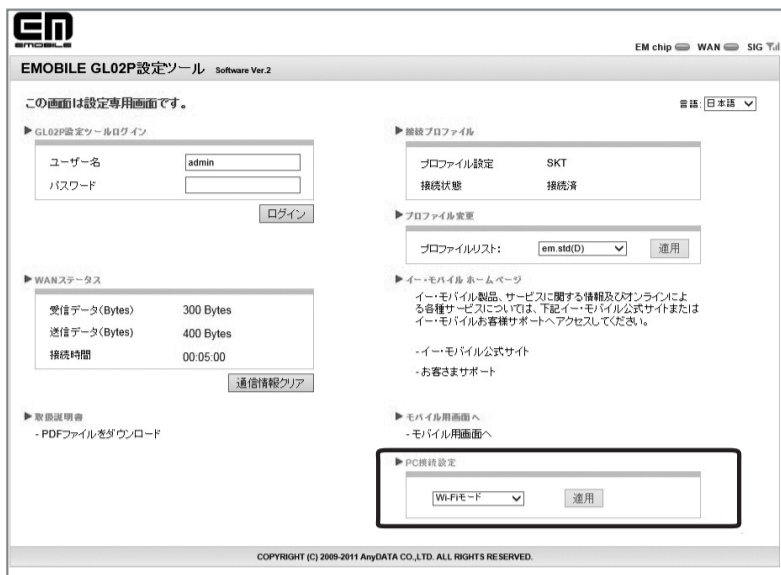 EM
EMOBILE
EM chip WAN SIG
EMOBILE GL02P設定ツール Software Ver.2
この画面は設定専用画面です。
言語: 日本語
GL02P設定ツールログイン
ユーザー名 admin
パスワード
ログイン
WANステータス
受信データ(Bytes) 300 Bytes
送信データ(Bytes) 400 Bytes
接続時間 00:05:00
通信情報クリア
取扱説明書
- PDFファイルをダウンロード
接続プロファイル
プロファイル設定 SKT
接続状態 接続済
プロファイル変更
プロファイルリスト: em.std(D) 適用
イー・モバイル ホームページ
イー・モバイル製品、サービスに関する情報及びオンラインによ
る各種サービスについては、下記イー・モバイル公式サイトまたは
イー・モバイルお客様サポートへアクセスしてください。
- イー・モバイル公式サイト
- お客さまサポート
モバイル用画面へ
- モバイル用画面へ
PC接続設定
Wi-Fiモード 適用
COPYRIGHT (C) 2009-2011 AnyDATA CO.,LTD. ALL RIGHTS RESERVED.